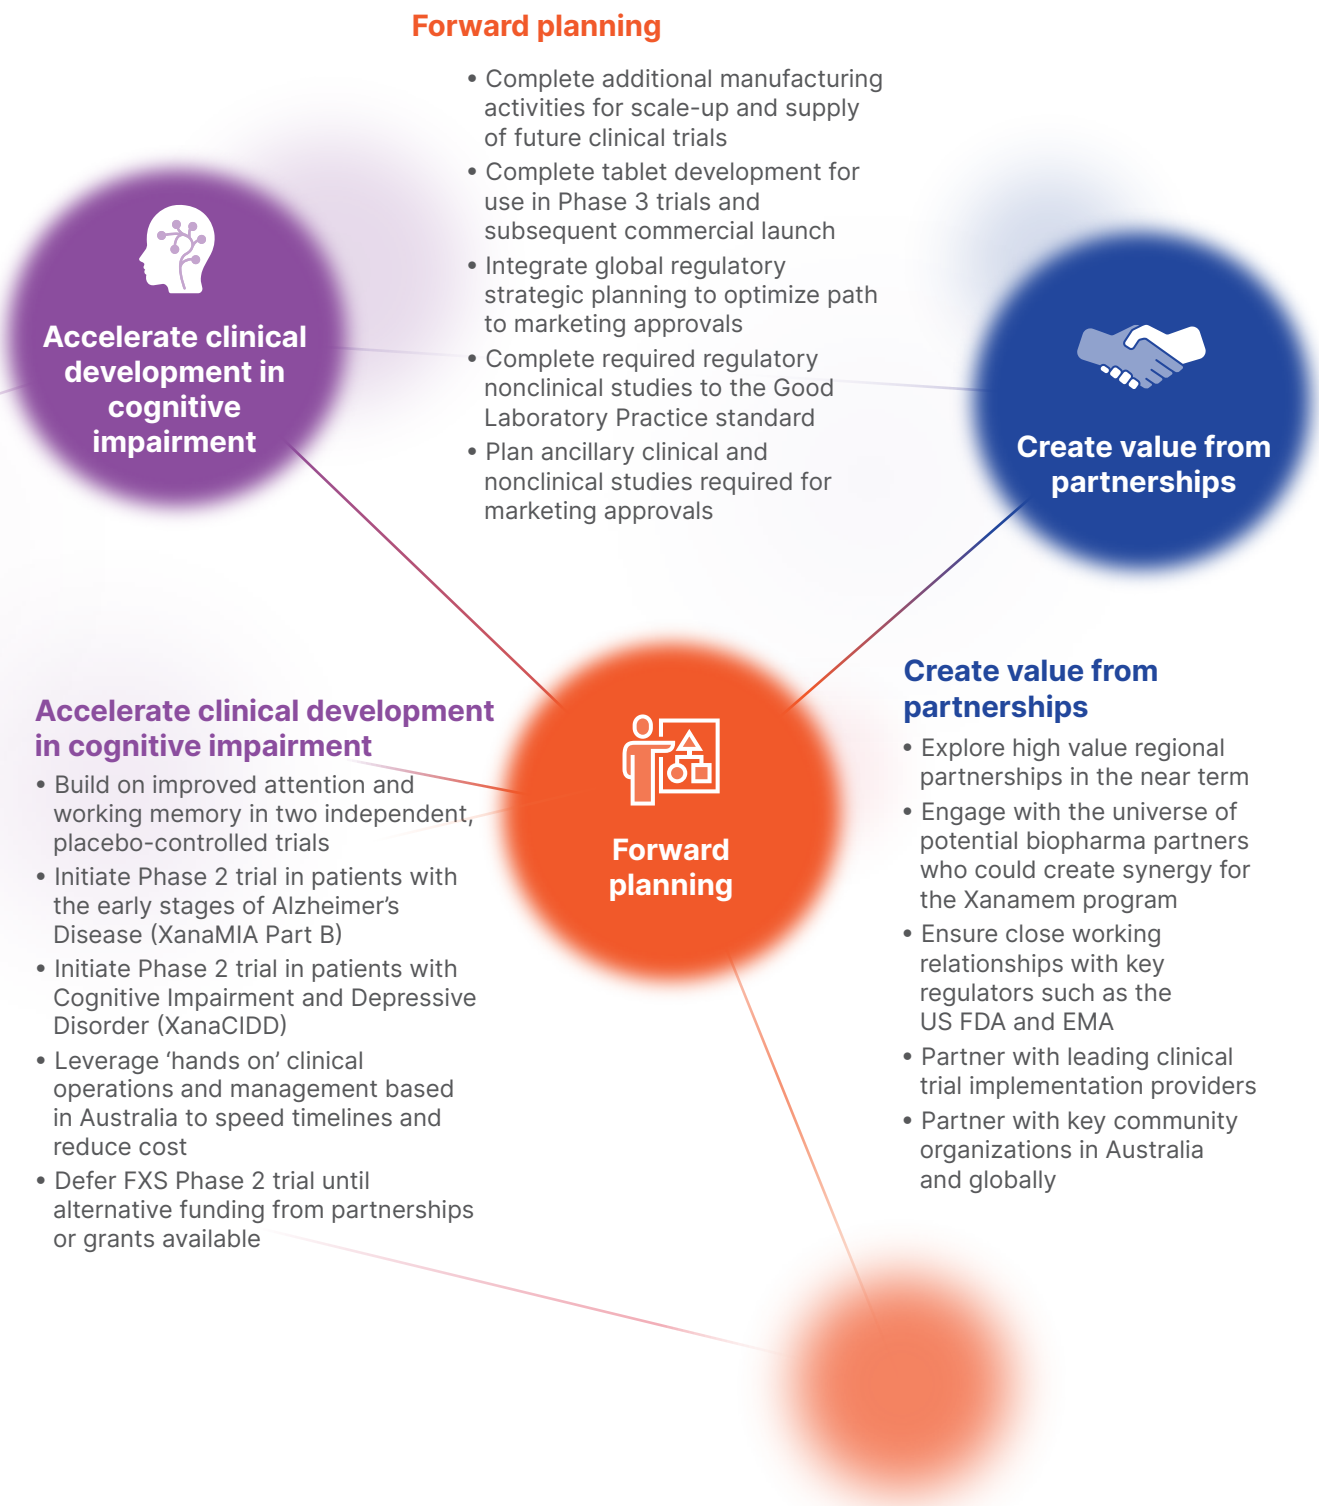 Forward planning
• Complete additional manufacturing
activities for scale-up and supply
of future clinical trials
• Complete tablet development for
use in Phase 3 trials and
subsequent commercial launch
• Integrate global regulatory
strategic planning to optimize path
to marketing approvals
• Complete required regulatory
nonclinical studies to the Good
Laboratory Practice standard
• Plan ancillary clinical and
nonclinical studies required for
marketing approvals
Accelerate clinical
development in
cognitive
impairment
Create value from
partnerships
Forward
planning
Accelerate clinical development
in cognitive impairment
• Build on improved attention and
working memory in two independent,
placebo-controlled trials
• Initiate Phase 2 trial in patients with
the early stages of Alzheimer’s
Disease (XanaMIA Part B)
• Initiate Phase 2 trial in patients with
Cognitive Impairment and Depressive
Disorder (XanaCIDD)
• Leverage ‘hands on’ clinical
operations and management based
in Australia to speed timelines and
reduce cost
• Defer FXS Phase 2 trial until
alternative funding from partnerships
or grants available
Create value from
partnerships
• Explore high value regional
partnerships in the near term
• Engage with the universe of
potential biopharma partners
who could create synergy for
the Xanamem program
• Ensure close working
relationships with key
regulators such as the
US FDA and EMA
• Partner with leading clinical
trial implementation providers
• Partner with key community
organizations in Australia
and globally